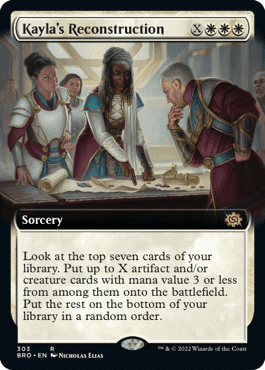 Kayla's Reconstruction X
Sorcery
Look at the top seven cards of your
library. Put up to X artifact and/or
creature cards with mana value 3 or less
from among them onto the battlefield.
Put the rest on the bottom of your
library in a random order.
303 R
BRO • EN Nicholas Elias ™ & © 2022 Wizards of the Coast